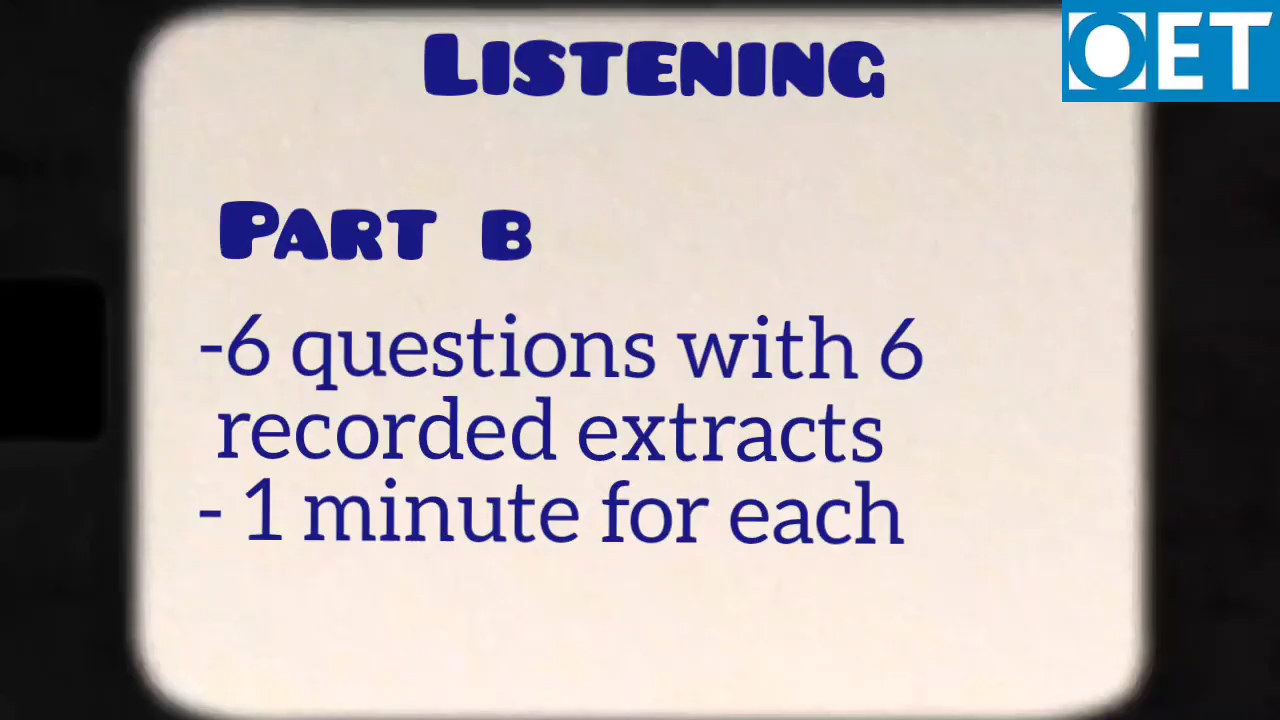 LISTENING
OET
PART B
-6 questions with 6
recorded extracts
- 1 minute for each